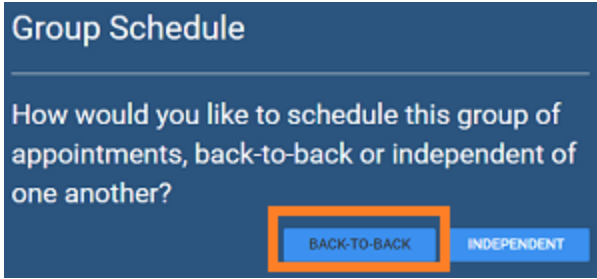 Group Schedule
How would you like to schedule this group of
appointments, back-to-back or independent of
one another?
BACK-TO-BACK INDEPENDENT